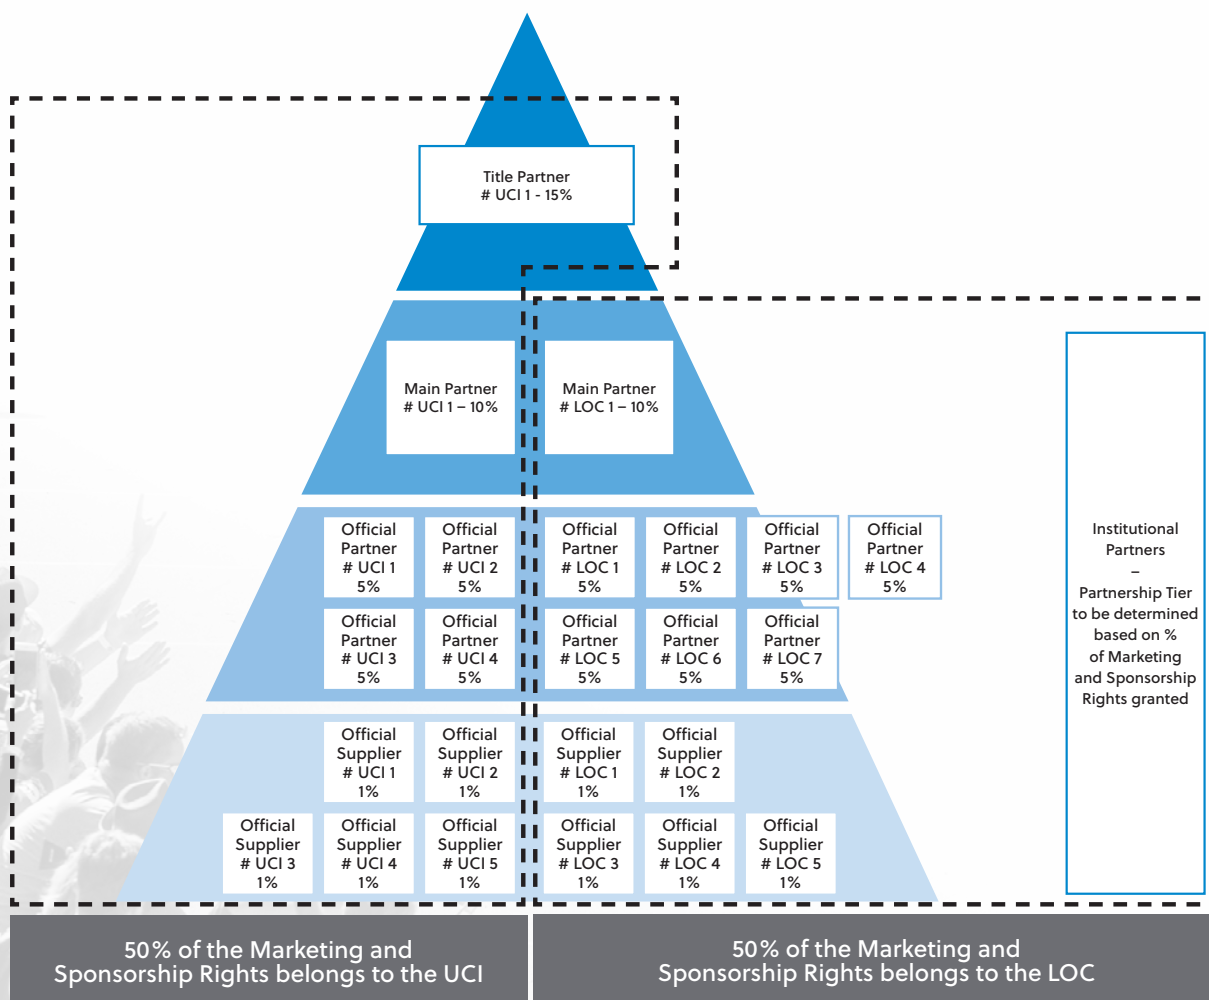 Title Partner
# UCI 1 - 15%
Main Partner
# UCI 1 – 10%
Main Partner
# LOC 1 – 10%
Official
Partner
# UCI 1
5%
Official
Partner
# UCI 2
5%
Official
Partner
# LOC 1
5%
Official
Partner
# LOC 2
5%
Official
Partner
# LOC 3
5%
Official
Partner
# LOC 4
5%
Official
Partner
# UCI 3
5%
Official
Partner
# UCI 4
5%
Official
Partner
# LOC 5
5%
Official
Partner
# LOC 6
5%
Official
Partner
# LOC 7
5%
Official
Supplier
# UCI 1
1%
Official
Supplier
# UCI 2
1%
Official
Supplier
# LOC 1
1%
Official
Supplier
# LOC 2
1%
Official
Supplier
# UCI 3
1%
Official
Supplier
# UCI 4
1%
Official
Supplier
# UCI 5
1%
Official
Supplier
# LOC 3
1%
Official
Supplier
# LOC 4
1%
Official
Supplier
# LOC 5
1%
Institutional
Partners
–
Partnership Tier
to be determined
based on %
of Marketing
and Sponsorship
Rights granted
50% of the Marketing and
Sponsorship Rights belongs to the UCI
50% of the Marketing and
Sponsorship Rights belongs to the LOC